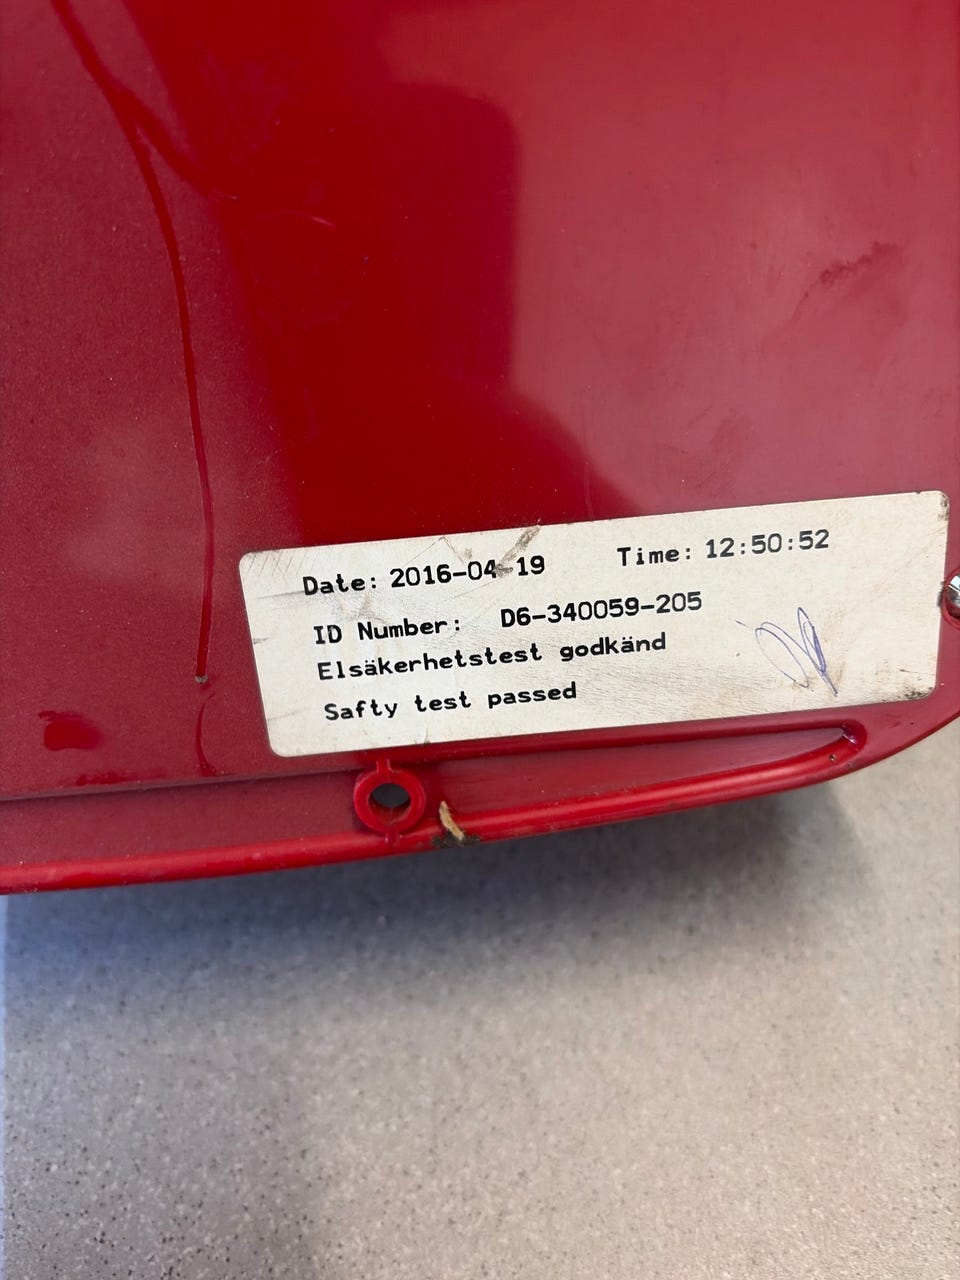 Date: 2016-04-19 Time: 12:50:52
ID Number: D6-340059-205
Elsäkerhetstest godkänd
Safty test passed